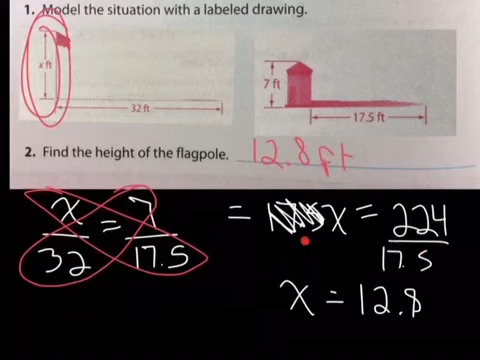 1. Model the situation with a labeled drawing.
x ft
32 ft
7 ft
17.5 ft
2. Find the height of the flagpole. 12.8 ft
x/32 = 7/17.5 = x = 224/17.5
x = 12.8